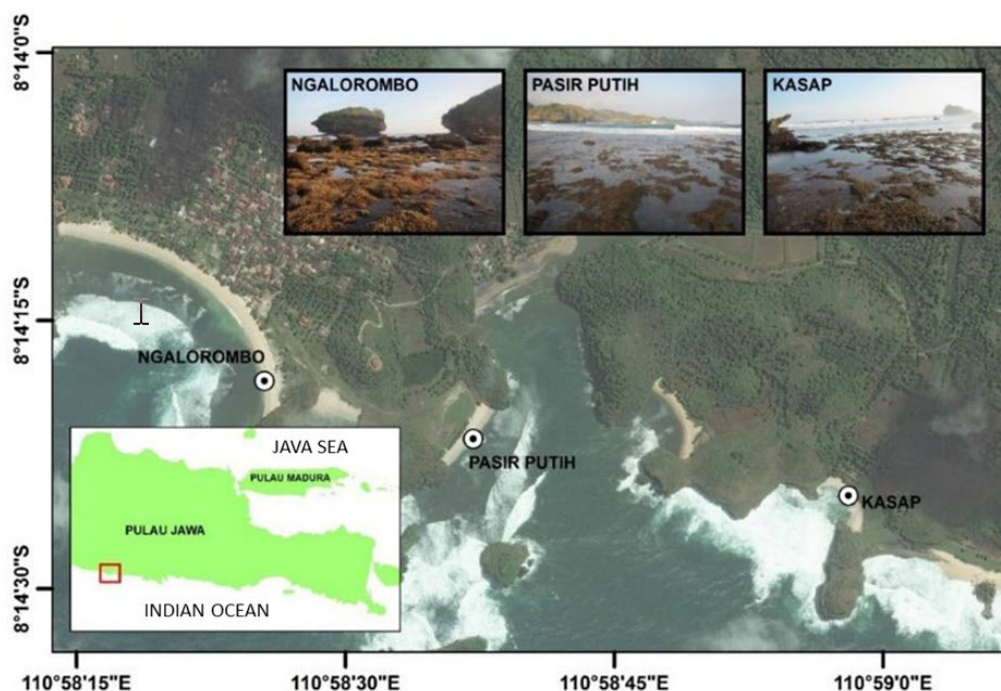 8°14'0"S
NGALOROMBO
PASIR PUTIH
KASAP
8°14'15"S
NGALOROMBO
PASIR PUTIH
KASAP
JAVA SEA
PULAU MADURA
PULAU JAWA
INDIAN OCEAN
8°14'30"S
110°58'15"E
110°58'30"E
110°58'45"E
110°59'0"E